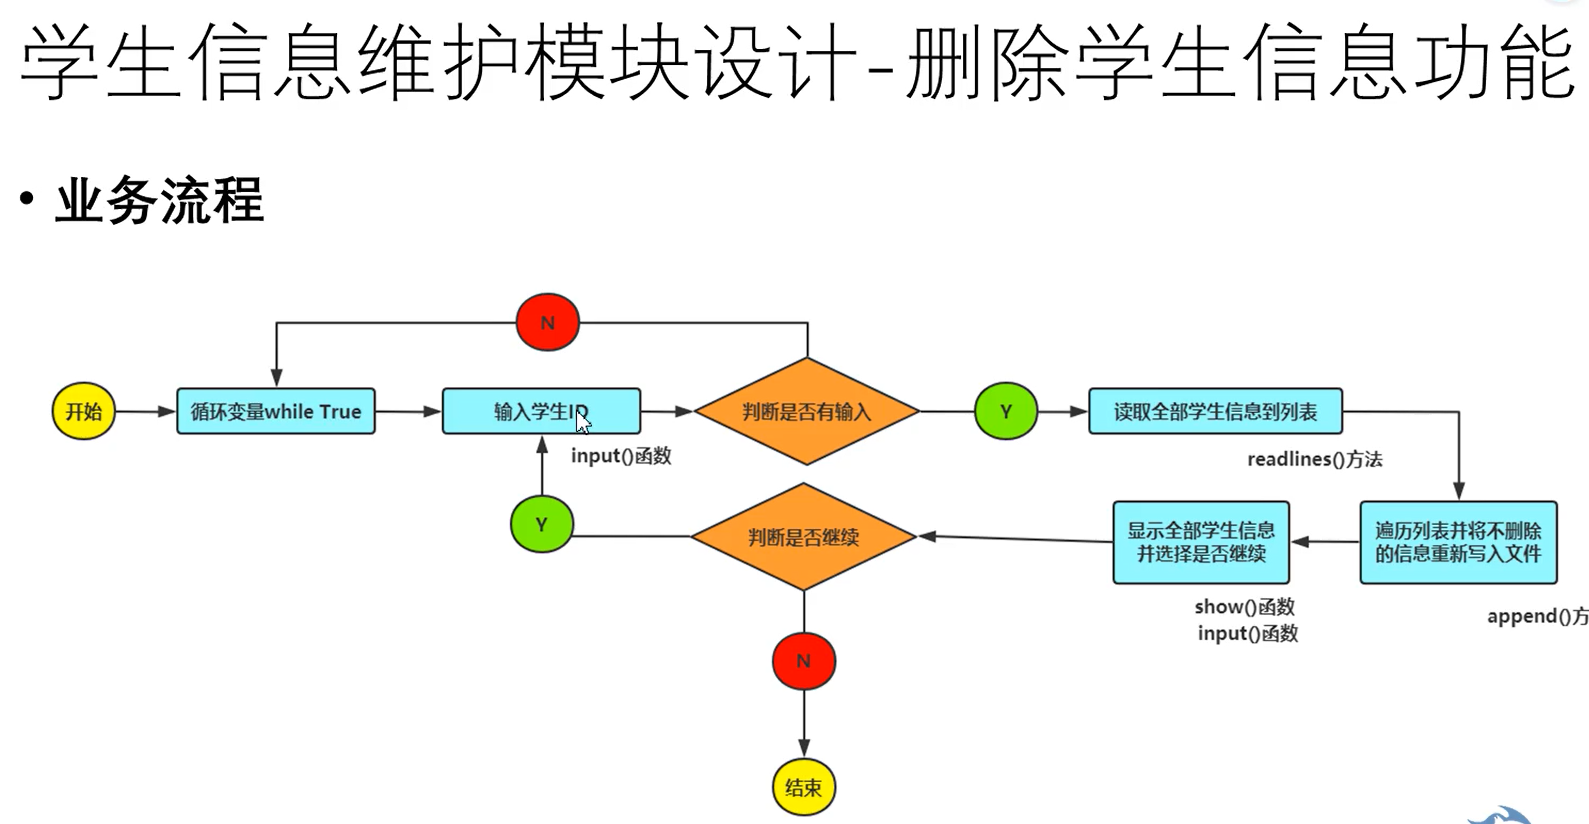 学生信息维护模块设计-删除学生信息功能
• 业务流程
N
开始
循环变量while True
输入学生ID
判断是否有输入
Y
读取全部学生信息到列表
input()函数
readlines()方法
Y
判断是否继续
显示全部学生信息
并选择是否继续
遍历列表并将不删除
的信息重新写入文件
show()函数
input()函数
append()方
N
结束